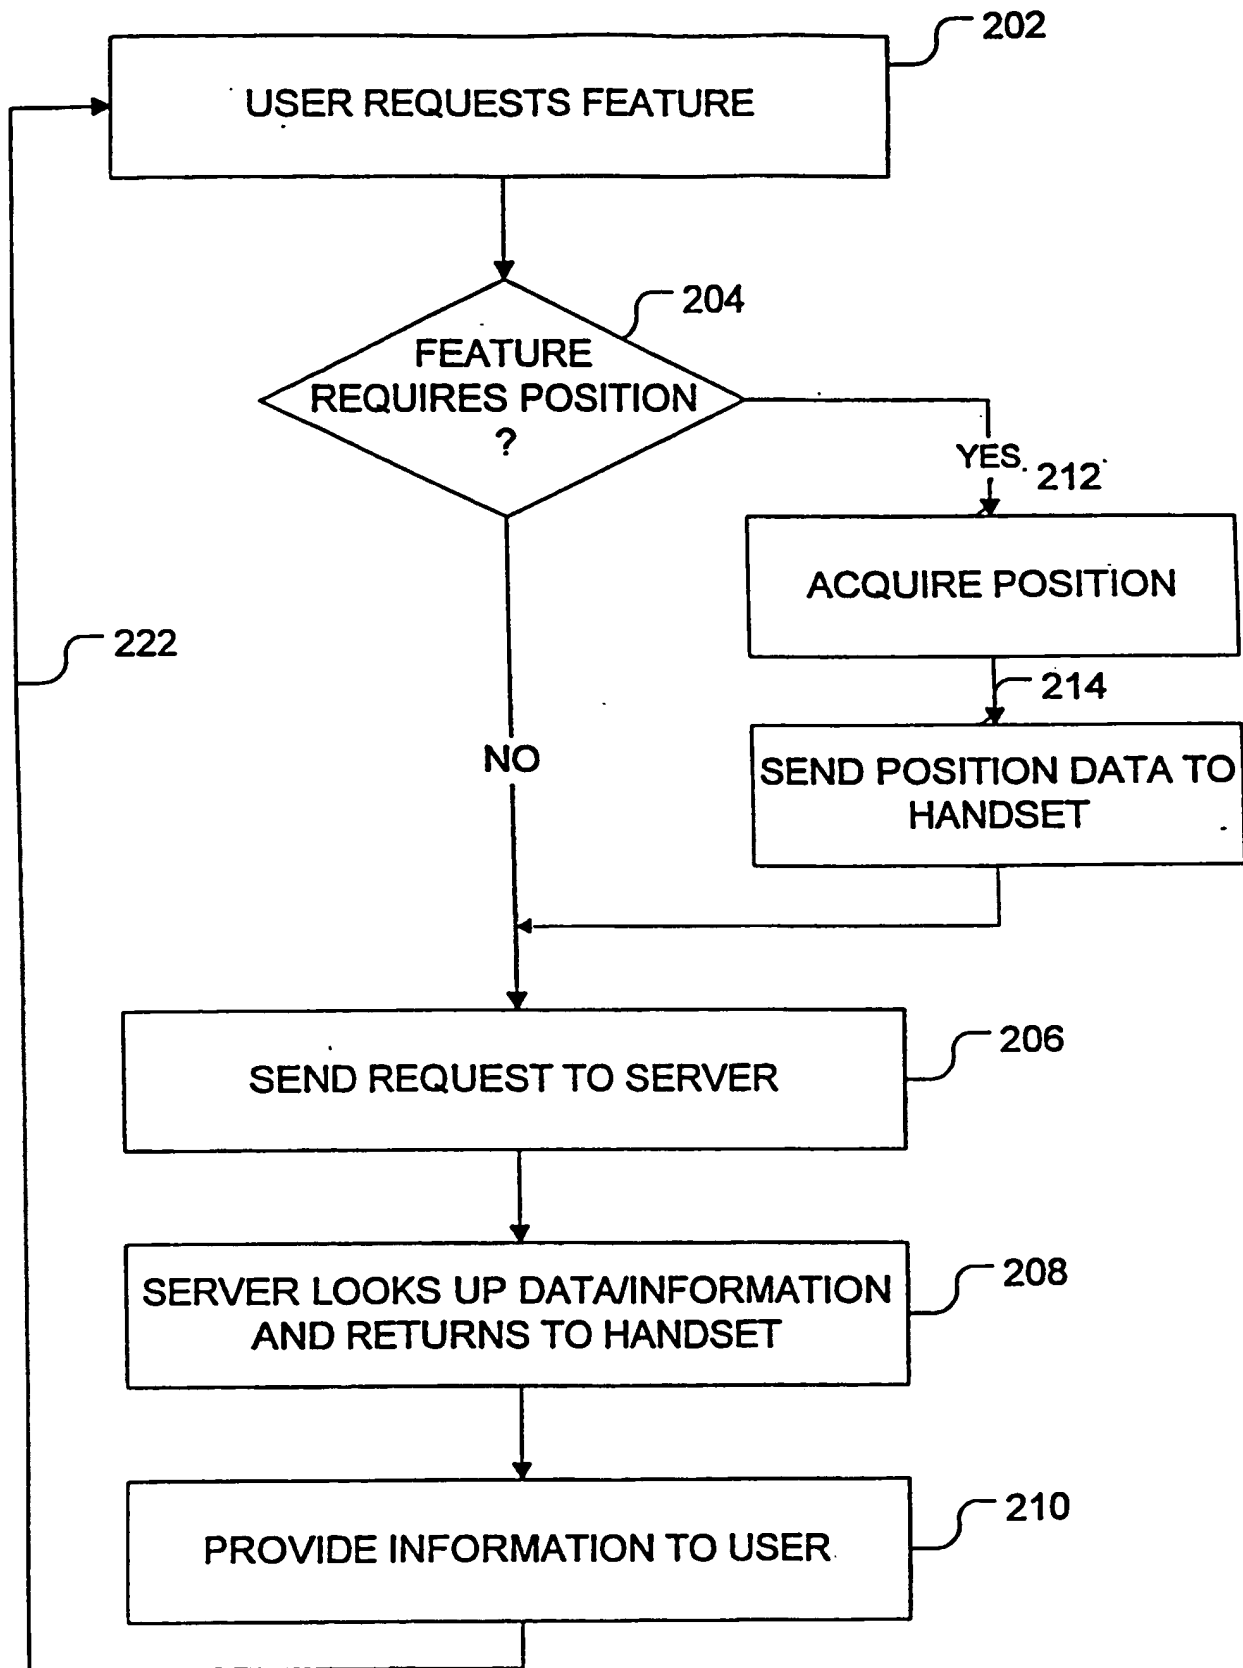 202
USER REQUESTS FEATURE
204
FEATURE
REQUIRES POSITION
?
YES.
212
ACQUIRE POSITION
222
214
NO
SEND POSITION DATA TO
HANDSET
206
SEND REQUEST TO SERVER
208
SERVER LOOKS UP DATA/INFORMATION
AND RETURNS TO HANDSET
210
PROVIDE INFORMATION TO USER